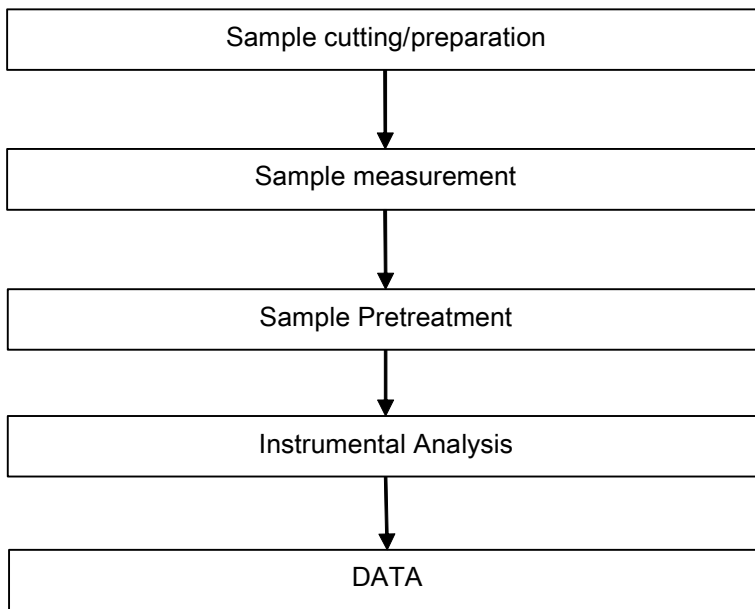 Sample cutting/preparation
Sample measurement
Sample Pretreatment
Instrumental Analysis
DATA